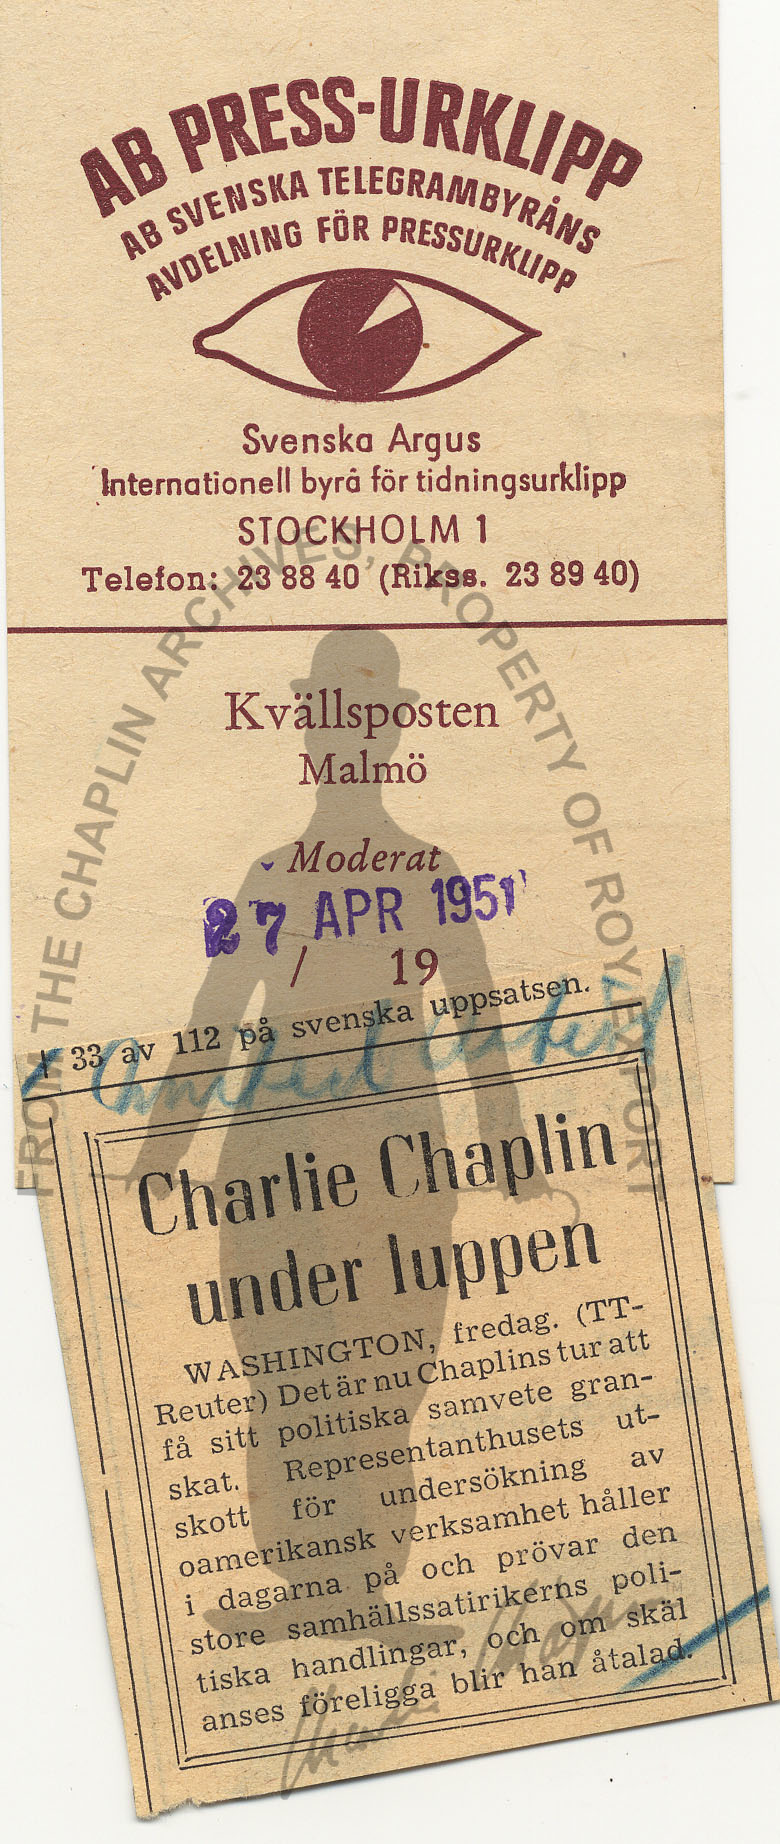 AB PRESS-URKLIPP
AB SVENSKA TELEGRAMBYRÅNS
AVDELNING FÖR PRESSURKLIPP
Svenska Argus
Internationell byrå för tidningsurklipp
STOCKHOLM 1
Telefon: 23 88 40 (Rikss. 23 89 40)
FROM THE CHAPLIN ARCHIVES, PROPERTY OF ROY EXPORT
Kvällsposten
Malmö
Moderat
27 APR 1951
/ 19
33 av 112 på svenska uppsatsen.
Charlie Chaplin
under luppen
WASHINGTON, fredag. (TT-
Reuter) Det är nu Chaplins tur att
få sitt politiska samvete gran-
skat. Representanthusets ut-
skott för undersökning av
oamerikansk verksamhet håller
i dagarna på och prövar den
store samhällssatirikerns poli-
tiska handlingar, och om skäl
anses föreligga blir han åtalad.
Charlie Chaplin